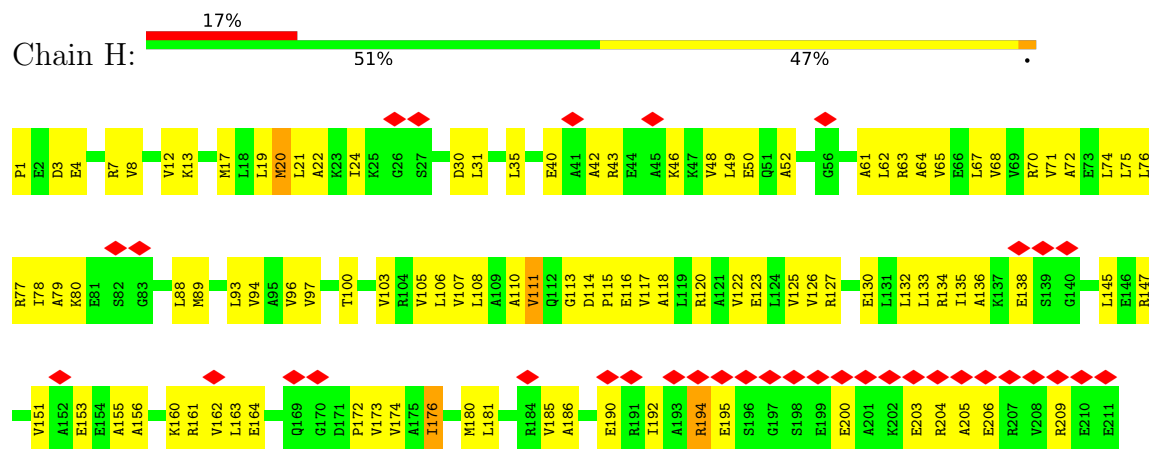 17%
Chain H:
51% 47% •
P1 E2 D3 E4 R7 V8 V12 K13 M17 L18 L19 M20 L21 A22 K23 I24 K25 G26 S27 D30 L31 L35 E40 A41 A42 R43 E44 A45 K46 K47 V48 L49 E50 Q51 A52 G56 A61 L62 R63 A64 V65 E66 L67 V68 V69 R70 V71 A72 E73 L74 L75 L76
R77 I78 A79 K80 E81 S82 G83 L88 M89 L93 V94 A95 V96 V97 T100 V103 R104 V105 L106 V107 L108 A109 A110 V111 Q112 G113 D114 P115 E116 V117 A118 L119 R120 A121 V122 E123 L124 V125 V126 R127 E130 L131 L132 L133 R134 I135 A136 K137 E138 S139 G140 L145 E146 R147
V151 A152 E153 E154 A155 A156 K160 R161 V162 L163 E164 Q169 G170 D171 P172 V173 V174 A175 I176 M180 L181 R184 V185 A186 E190 R191 I192 A193 R194 E195 S196 G197 S198 E199 E200 A201 K202 E203 R204 A205 E206 R207 V208 R209 E210 E211